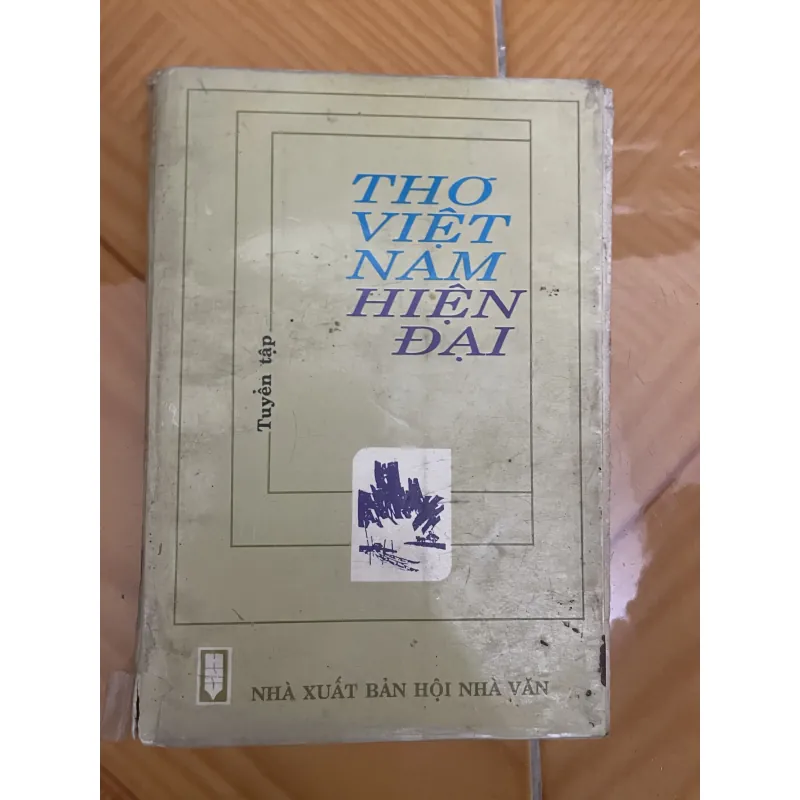 THƠ
VIỆT
NAM
HIỆN
ĐẠI
Tuyển tập
NHÀ XUẤT BẢN HỘI NHÀ VĂN